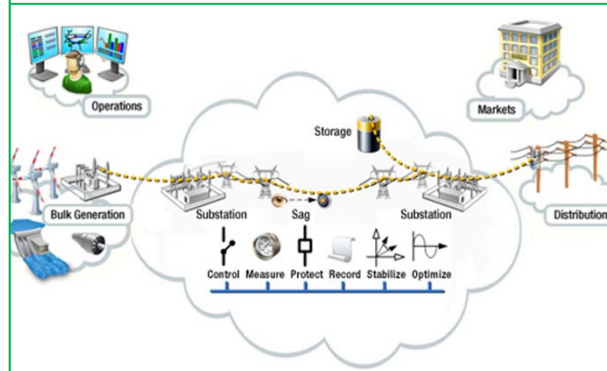 Operations
Markets
Storage
Bulk Generation
Substation
Sag
Substation
Distribution
Control Measure Protect Record Stabilize Optimize